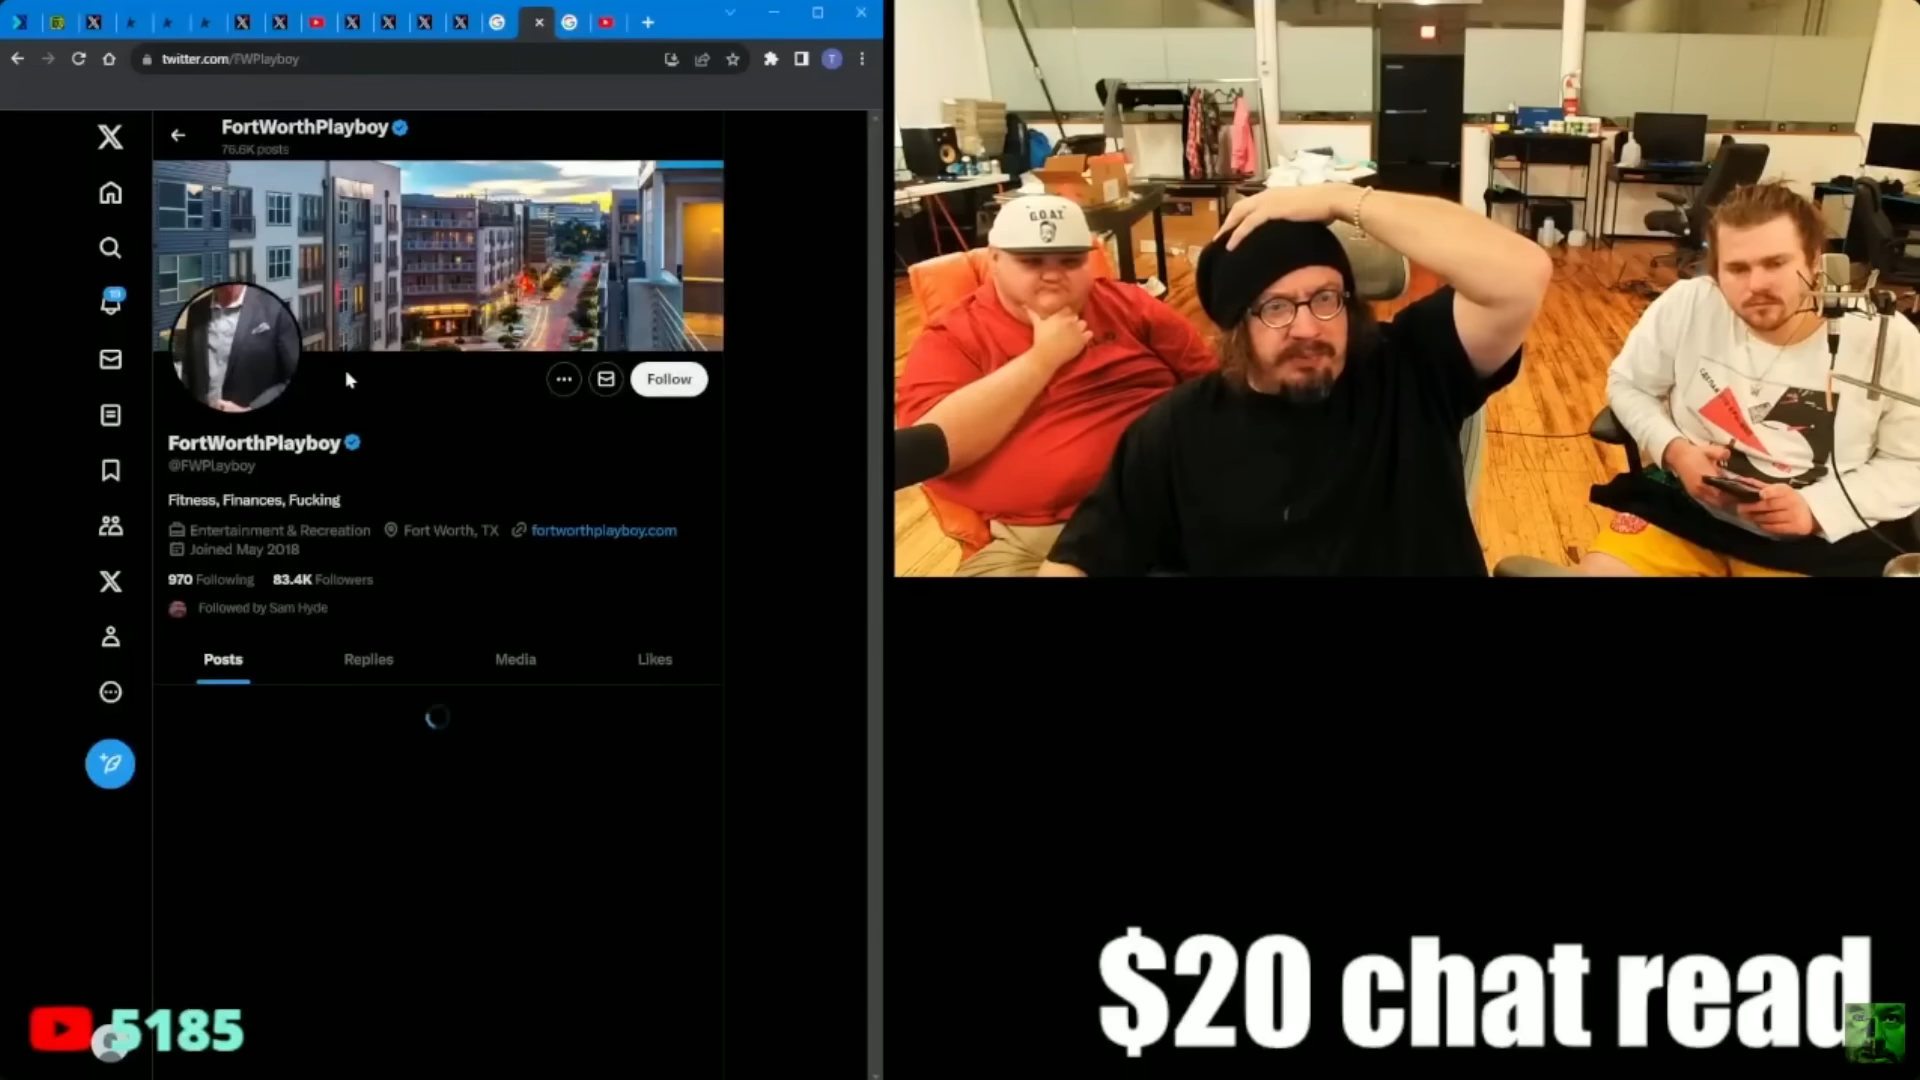 twitter.com/FWPlayboy
T
FortWorthPlayboy
76.6K posts
19
Follow
FortWorthPlayboy
@FWPlayboy
Fitness, Finances, Fucking
Entertainment & Recreation Fort Worth, TX fortworthplayboy.com
Joined May 2018
970 Following 83.4K Followers
Followed by Sam Hyde
Posts Replies Media Likes
G.O.A.T
$20 chat read
5185